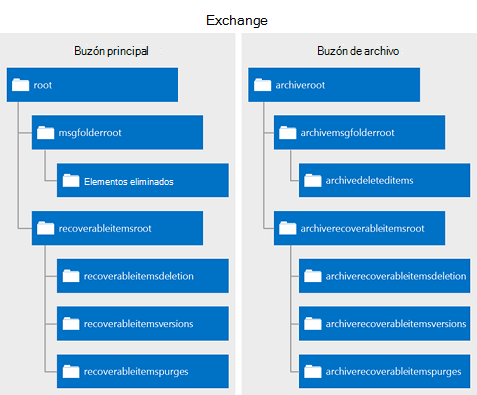 Exchange
Buzón principal
root
msgfolderroot
Elementos eliminados
recoverableitemsroot
recoverableitemsdeletion
recoverableitemsversions
recoverableitemspurges
Buzón de archivo
archiveroot
archivemsgfolderroot
archivedeleteditems
archiverecoverableitemsroot
archiverecoverableitemsdeletion
archiverecoverableitemsversions
archiverecoverableitemspurges